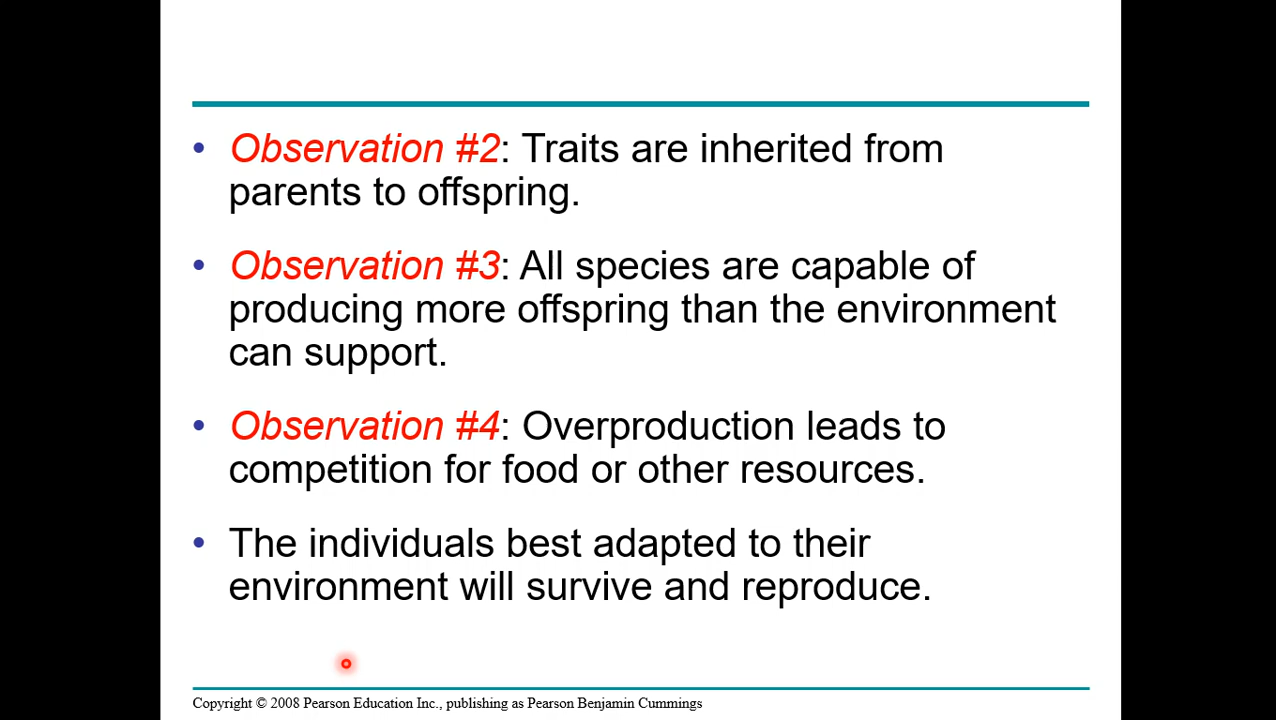 • Observation #2: Traits are inherited from
parents to offspring.
• Observation #3: All species are capable of
producing more offspring than the environment
can support.
• Observation #4: Overproduction leads to
competition for food or other resources.
• The individuals best adapted to their
environment will survive and reproduce.
Copyright © 2008 Pearson Education Inc., publishing as Pearson Benjamin Cummings